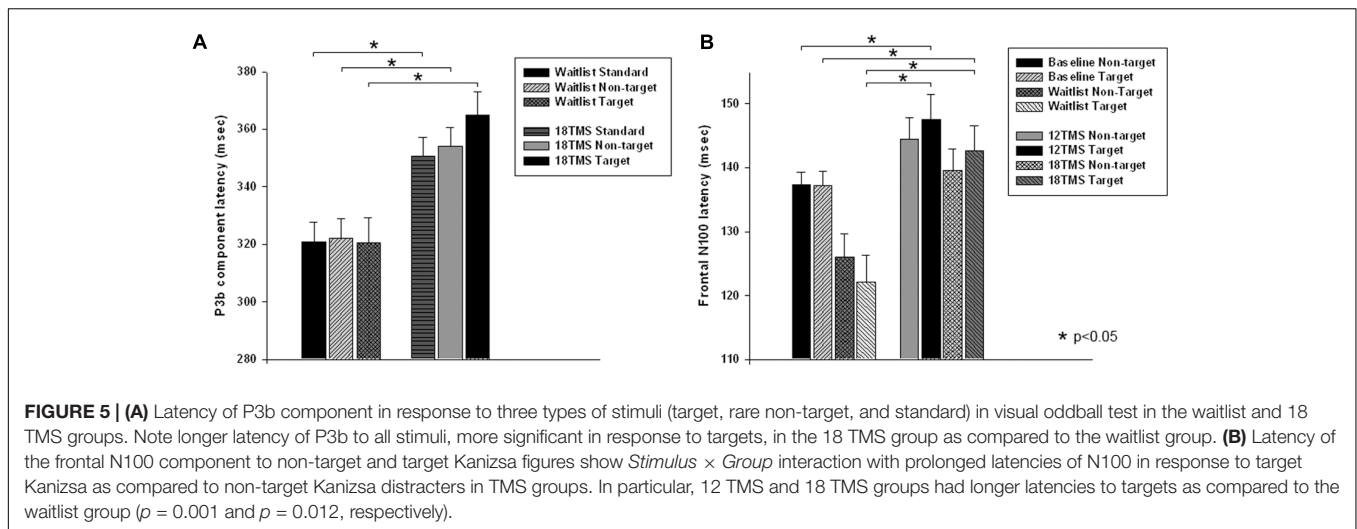 A
B
*
*
*
*
*
*
*
380
360
340
320
300
280
P3b component latency (msec)
Waitlist Standard
Waitlist Non-target
Waitlist Target
18TMS Standard
18TMS Non-target
18TMS Target
150
140
130
120
110
Frontal N100 latency (msec)
Baseline Non-target
Baseline Target
Waitlist Non-Target
Waitlist Target
12TMS Non-target
12TMS Target
18TMS Non-target
18TMS Target
* p<0.05
FIGURE 5 | (A) Latency of P3b component in response to three types of stimuli (target, rare non-target, and standard) in visual oddball test in the waitlist and 18
TMS groups. Note longer latency of P3b to all stimuli, more significant in response to targets, in the 18 TMS group as compared to the waitlist group. (B) Latency of
the frontal N100 component to non-target and target Kanizsa figures show Stimulus × Group interaction with prolonged latencies of N100 in response to target
Kanizsa as compared to non-target Kanizsa distracters in TMS groups. In particular, 12 TMS and 18 TMS groups had longer latencies to targets as compared to the
waitlist group (p = 0.001 and p = 0.012, respectively).